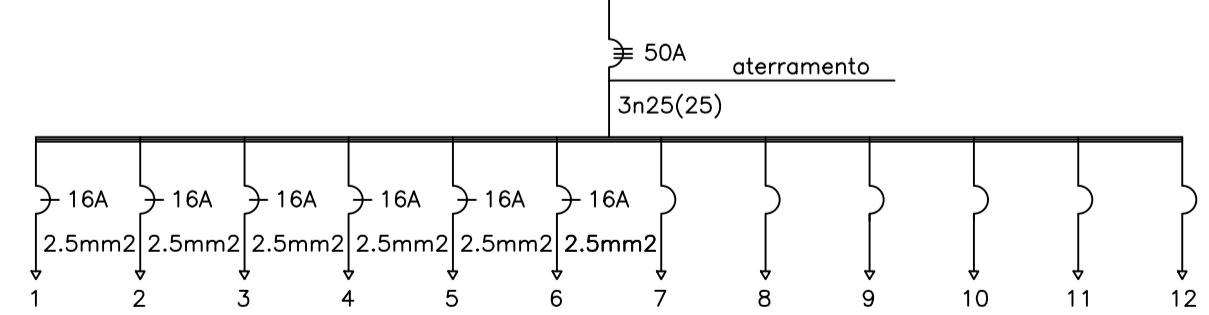 50A
aterramento
3n25(25)
16A 16A 16A 16A 16A 16A
2.5mm2 2.5mm2 2.5mm2 2.5mm2 2.5mm2 2.5mm2
1 2 3 4 5 6 7 8 9 10 11 12